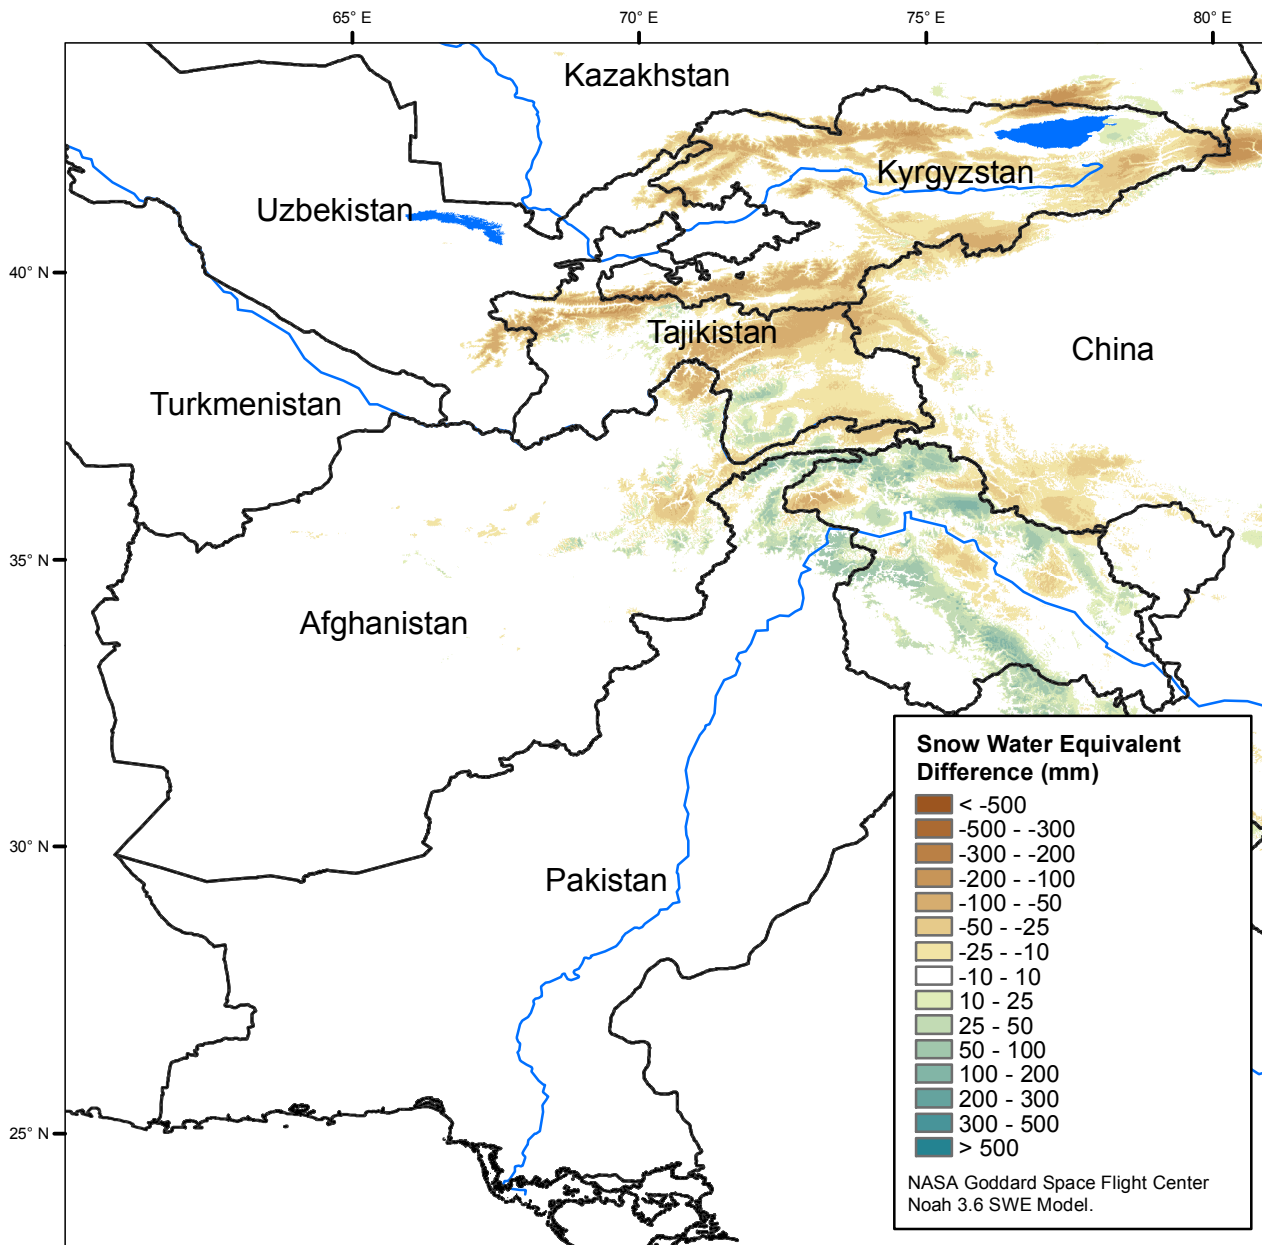 65° E
70° E
75° E
80° E
Kazakhstan
Kyrgyzstan
Uzbekistan
40° N
Tajikistan
China
Turkmenistan
35° N
Afghanistan
30° N
Pakistan
25° N
Snow Water Equivalent
Difference (mm)
< -500
-500 - -300
-300 - -200
-200 - -100
-100 - -50
-50 - -25
-25 - -10
-10 - 10
10 - 25
25 - 50
50 - 100
100 - 200
200 - 300
300 - 500
> 500
NASA Goddard Space Flight Center
Noah 3.6 SWE Model.